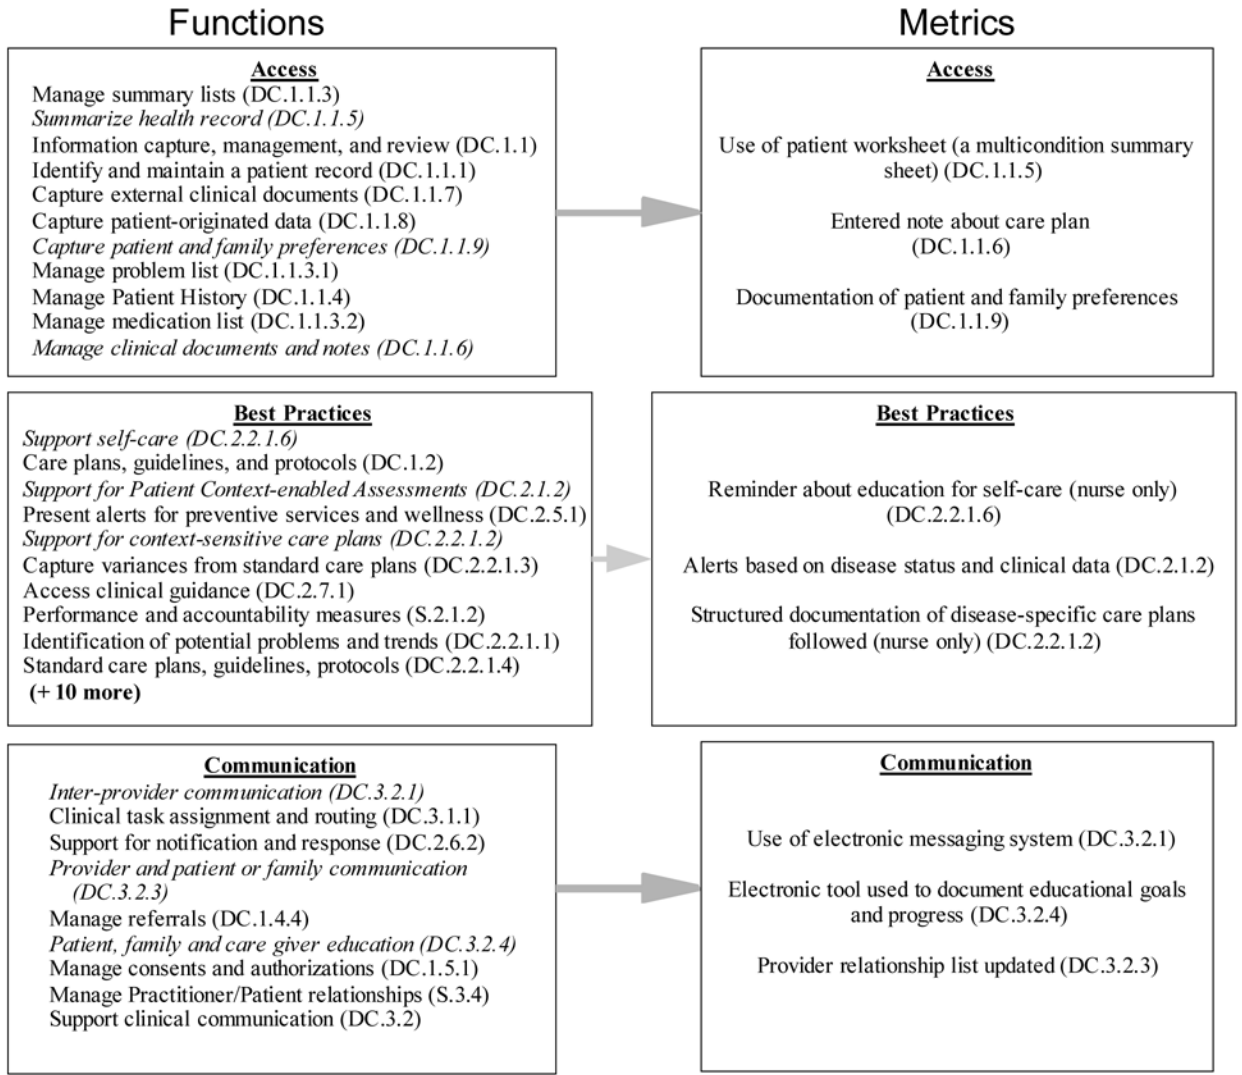 Functions
Metrics
Access
Manage summary lists (DC.1.1.3)
Summarize health record (DC.1.1.5)
Information capture, management, and review (DC.1.1)
Identify and maintain a patient record (DC.1.1.1)
Capture external clinical documents (DC.1.1.7)
Capture patient-originated data (DC.1.1.8)
Capture patient and family preferences (DC.1.1.9)
Manage problem list (DC.1.1.3.1)
Manage Patient History (DC.1.1.4)
Manage medication list (DC.1.1.3.2)
Manage clinical documents and notes (DC.1.1.6)
Access
Use of patient worksheet (a multicondition summary
sheet) (DC.1.1.5)
Entered note about care plan
(DC.1.1.6)
Documentation of patient and family preferences
(DC.1.1.9)
Best Practices
Support self-care (DC.2.2.1.6)
Care plans, guidelines, and protocols (DC.1.2)
Support for Patient Context-enabled Assessments (DC.2.1.2)
Present alerts for preventive services and wellness (DC.2.5.1)
Support for context-sensitive care plans (DC.2.2.1.2)
Capture variances from standard care plans (DC.2.2.1.3)
Access clinical guidance (DC.2.7.1)
Performance and accountability measures (S.2.1.2)
Identification of potential problems and trends (DC.2.2.1.1)
Standard care plans, guidelines, protocols (DC.2.2.1.4)
(+ 10 more)
Best Practices
Reminder about education for self-care (nurse only)
(DC.2.2.1.6)
Alerts based on disease status and clinical data (DC.2.1.2)
Structured documentation of disease-specific care plans
followed (nurse only) (DC.2.2.1.2)
Communication
Inter-provider communication (DC.3.2.1)
Clinical task assignment and routing (DC.3.1.1)
Support for notification and response (DC.2.6.2)
Provider and patient or family communication
(DC.3.2.3)
Manage referrals (DC.1.4.4)
Patient, family and care giver education (DC.3.2.4)
Manage consents and authorizations (DC.1.5.1)
Manage Practitioner/Patient relationships (S.3.4)
Support clinical communication (DC.3.2)
Communication
Use of electronic messaging system (DC.3.2.1)
Electronic tool used to document educational goals
and progress (DC.3.2.4)
Provider relationship list updated (DC.3.2.3)